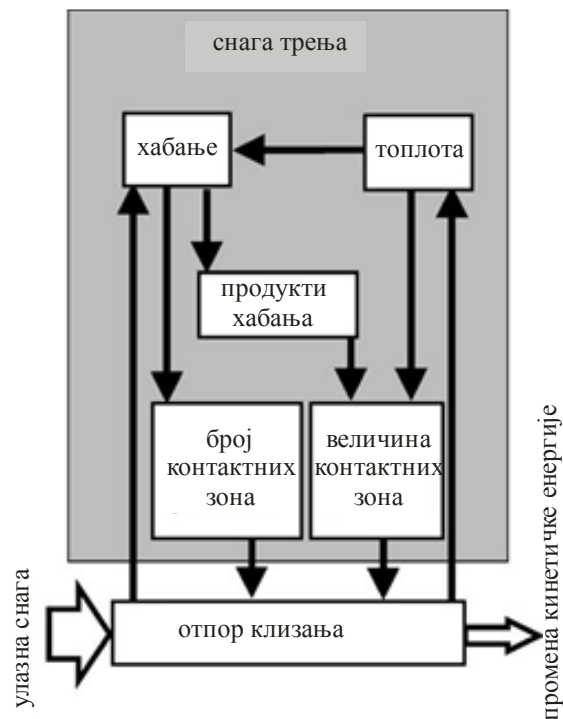 снага трења
хабање
топлота
продукти
хабања
број
контактних
зона
величина
контактних
зона
отпор клизања
улазна снага
промена кинетичке енергије